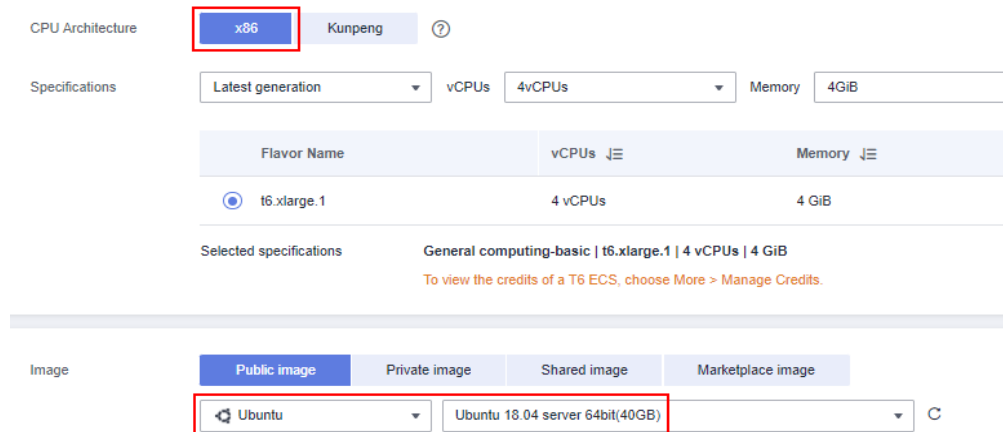 CPU Architecture x86 Kunpeng ?
Specifications Latest generation vCPUs 4vCPUs Memory 4GiB
Flavor Name vCPUs Memory
t6.xlarge.1 4 vCPUs 4 GiB
Selected specifications General computing-basic | t6.xlarge.1 | 4 vCPUs | 4 GiB
To view the credits of a T6 ECS, choose More > Manage Credits.
Image Public image Private image Shared image Marketplace image
Ubuntu Ubuntu 18.04 server 64bit(40GB)